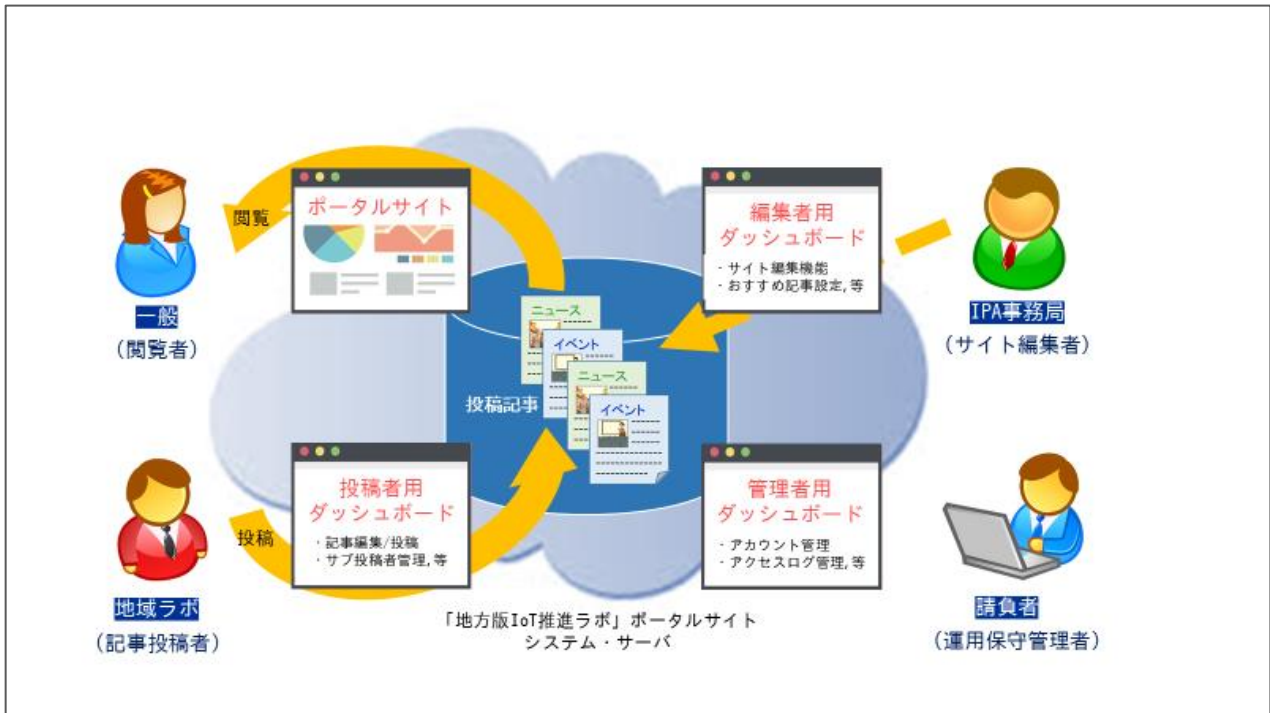 閲覧
ポータルサイト
一般
（閲覧者）
編集者用
ダッシュボード
・サイト編集機能
・おすすめ記事設定,等
IPA事務局
（サイト編集者）
ニュース
イベント
ニュース
イベント
投稿記事
投稿
投稿者用
ダッシュボード
・記事編集/投稿
・サブ投稿者管理,等
地域ラボ
（記事投稿者）
管理者用
ダッシュボード
・アカウント管理
・アクセスログ管理,等
請負者
（運用保守管理者）
「地方版IoT推進ラボ」ポータルサイト
システム・サーバ